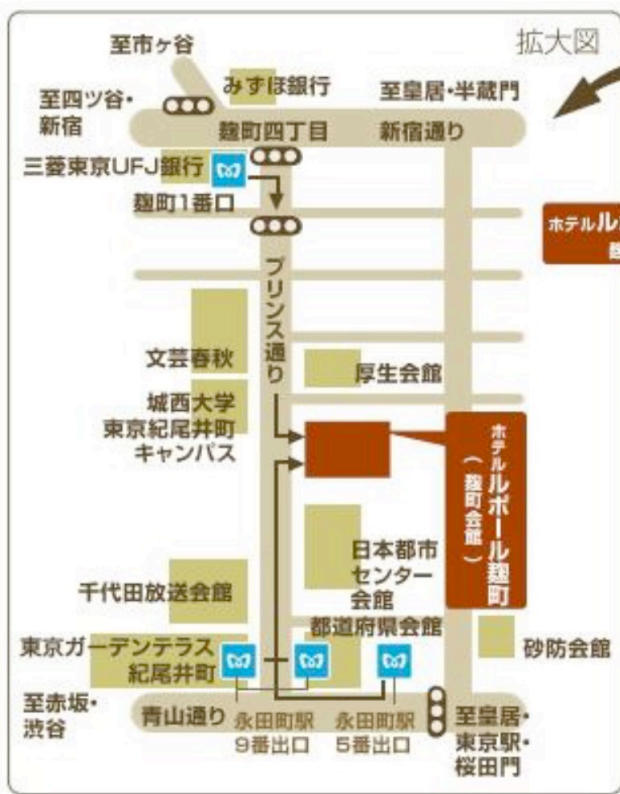 拡大図
至市ヶ谷
みずほ銀行
至四ツ谷・
新宿
至皇居・半蔵門
麹町四丁目
新宿通り
三菱東京UFJ銀行
麹町1番口
ホテルル
プリンス通り
文芸春秋
厚生会館
城西大学
東京紀尾井町
キャンパス
ホテル ルポール麹町
(麹町会館)
日本都市
センター
会館
千代田放送会館
都道府県会館
東京ガーデンテラス
紀尾井町
砂防会館
至赤坂・
渋谷
青山通り
永田町駅
9番出口
永田町駅
5番出口
至皇居・
東京駅・
桜田門